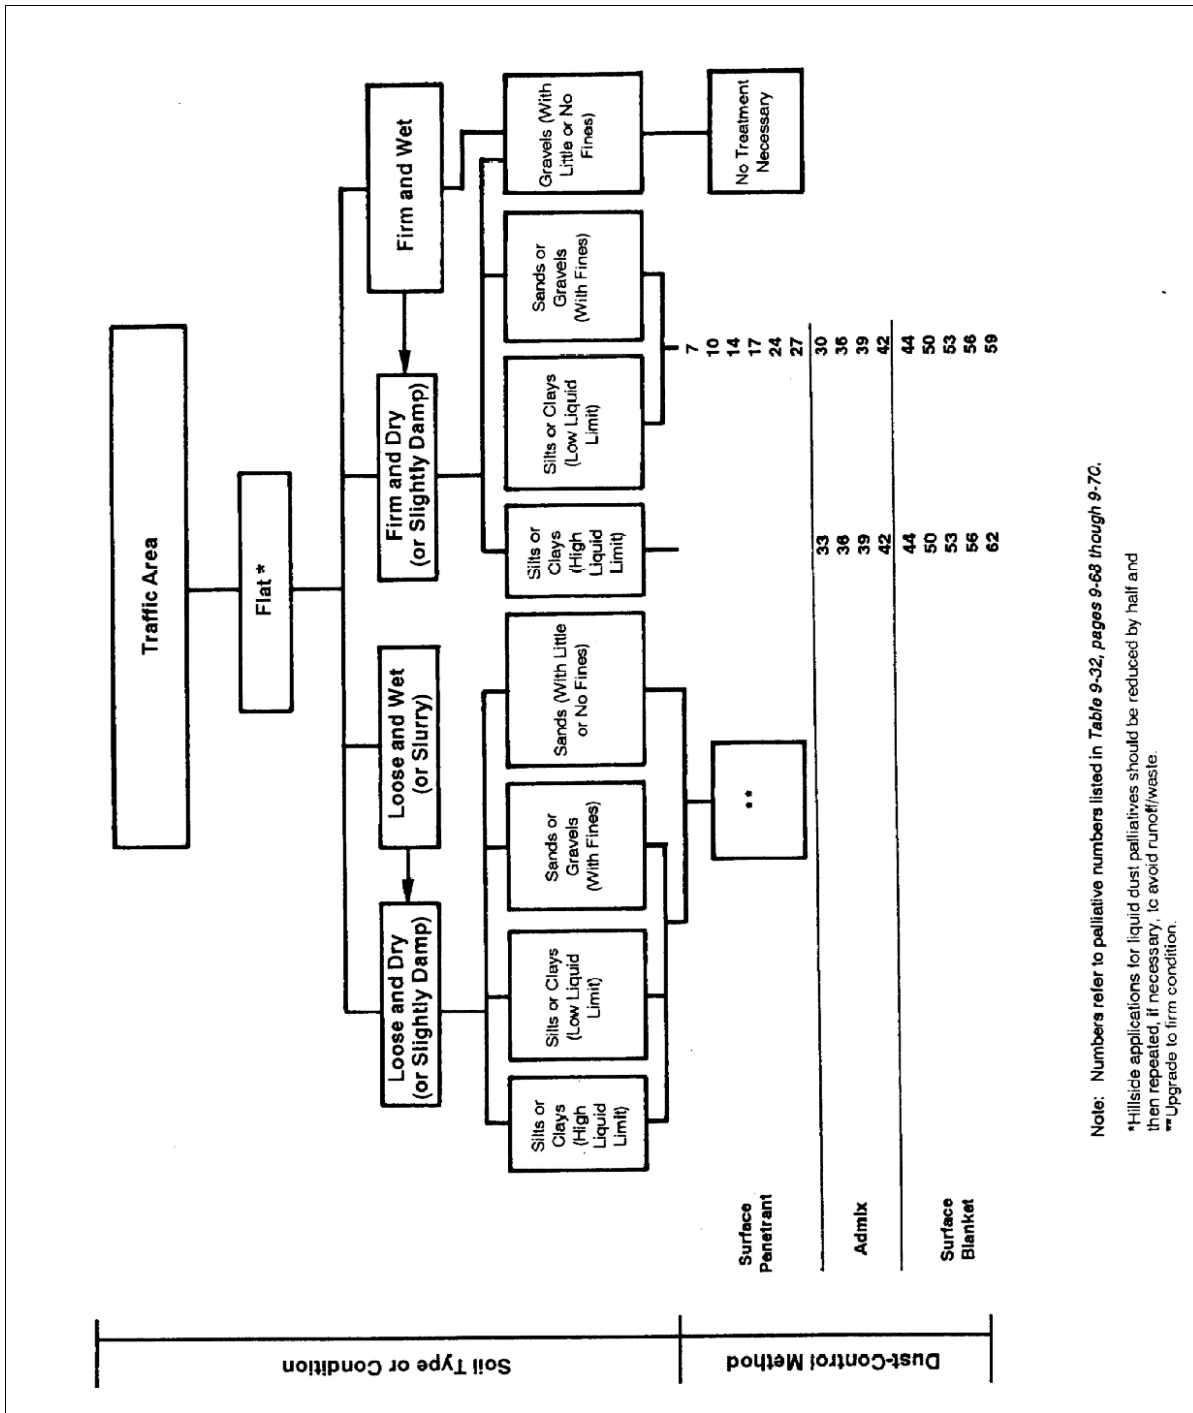 Traffic Area
Flat *
Loose and Dry
(or Slightly Damp)
Loose and Wet
(or Slurry)
Firm and Dry
(or Slightly Damp)
Firm and Wet
Silts or
Clays
(High
Liquid
Limit)
Silts or Clays
(Low Liquid
Limit)
Sands or
Gravels
(With Fines)
Sands (With Little
or No Fines)
Silts or
Clays
(High
Liquid
Limit)
Silts or Clays
(Low Liquid
Limit)
Sands or
Gravels
(With Fines)
Gravels (With
Little or No
Fines)
Soil Type or Condition
**
No Treatment
Necessary
Surface
Penetrant
7
10
14
17
24
27
Admix
33 30
36 36
39 39
42 42
Surface
Blanket
44 44
50 50
53 53
56 56
62 59
Dust-Control Method
Note: Numbers refer to palliative numbers listed in Table 9-32, pages 9-68 though 9-70.
*Hillside applications for liquid dust palliatives should be reduced by half and
then repeated, if necessary, to avoid runoff/waste.
**Upgrade to firm condition.